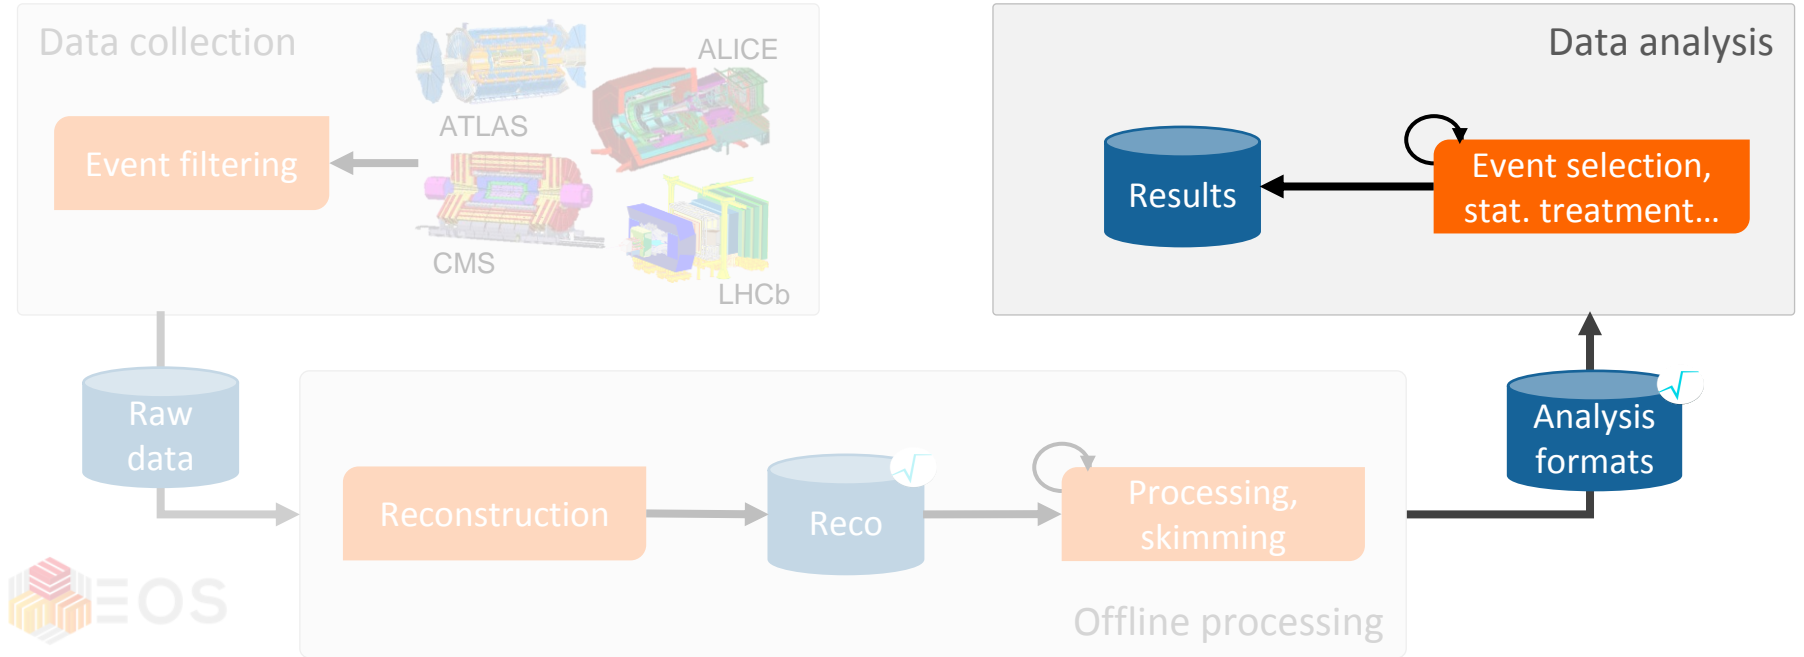 Data collection
ALICE
ATLAS
Event filtering
CMS
LHCb
Data analysis
Results
Event selection,
stat. treatment...
Raw
data
Reconstruction
Reco
Processing,
skimming
Analysis
formats
Offline processing
EOS